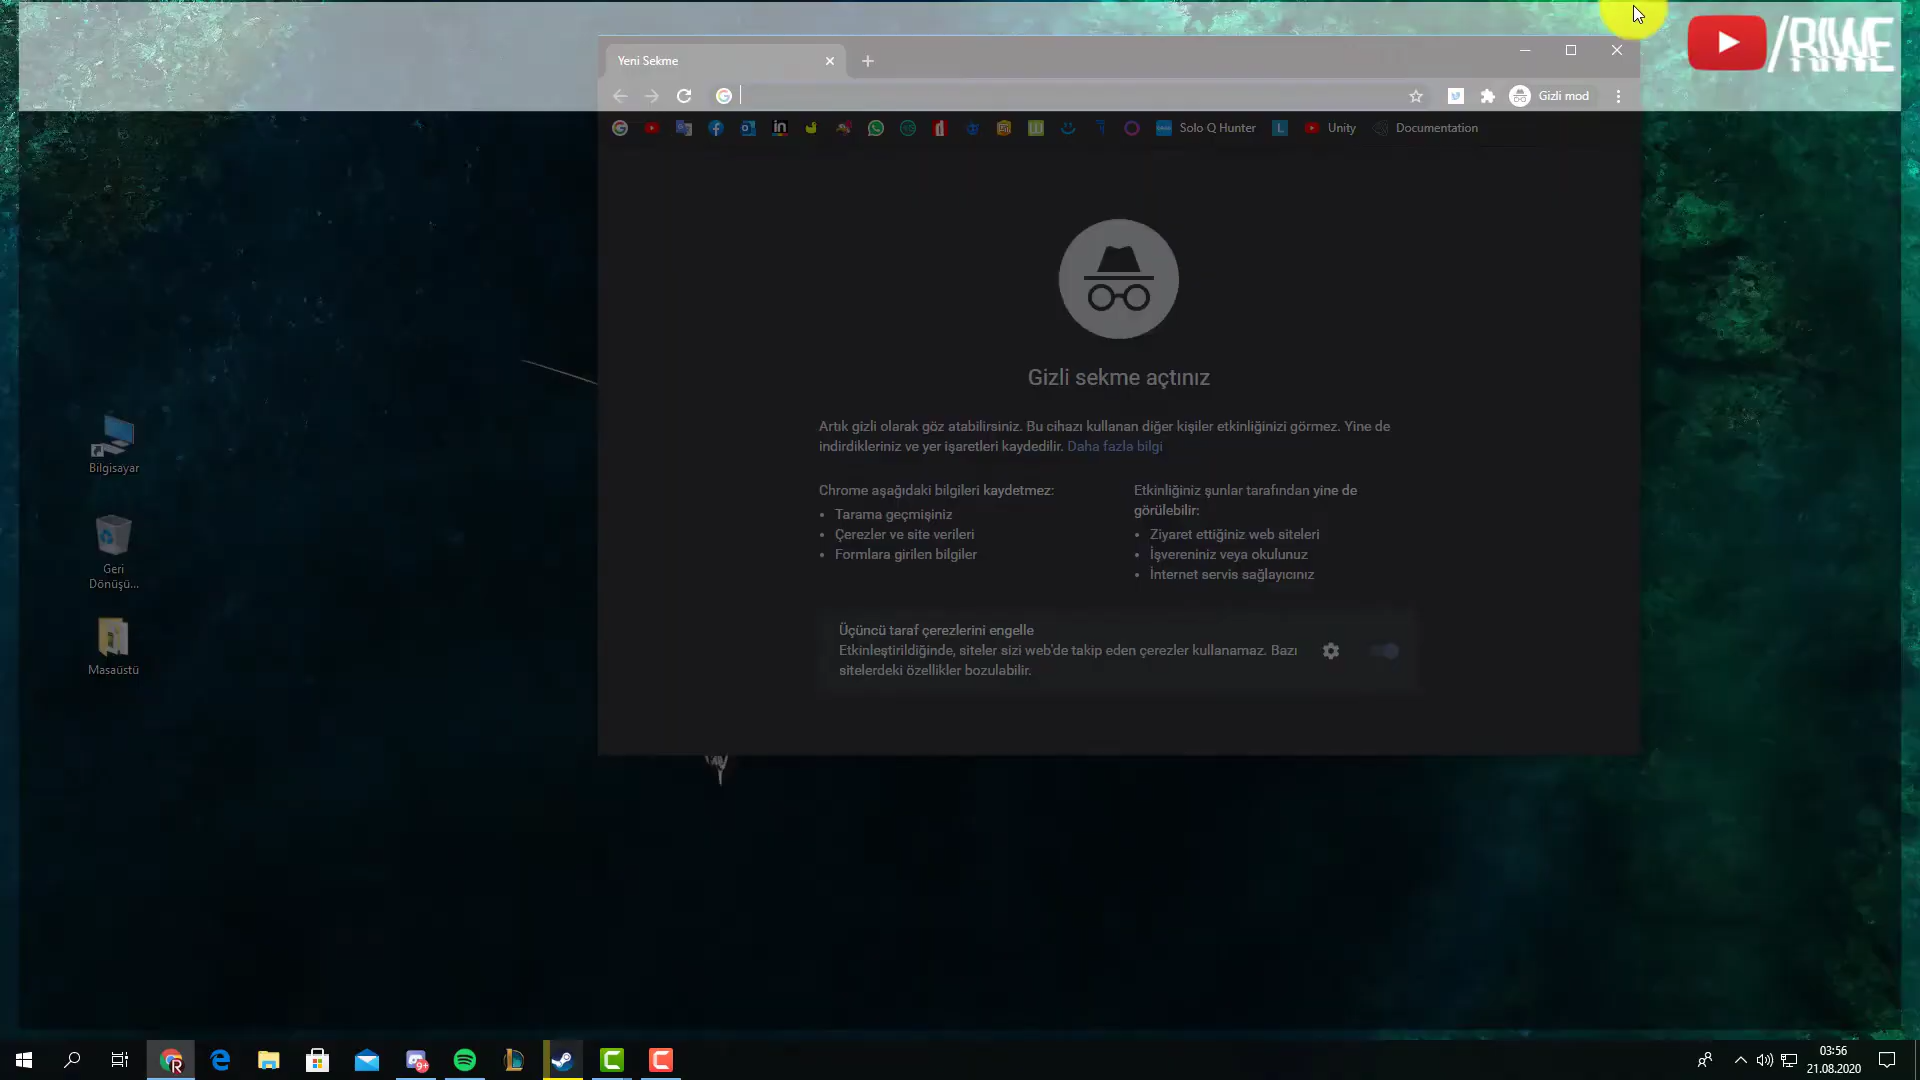 /RIWE
Yeni Sekme
Gizli mod
Solo Q Hunter
Unity
Documentation
Gizli sekme açtınız
Artık gizli olarak göz atabilirsiniz. Bu cihazı kullanan diğer kişiler etkinliğinizi görmez. Yine de
indirdikleriniz ve yer işaretleri kaydedilir. Daha fazla bilgi
Chrome aşağıdaki bilgileri kaydetmez:
Tarama geçmişiniz
Çerezler ve site verileri
Formlara girilen bilgiler
Etkinliğiniz şunlar tarafından yine de
görülebilir:
Ziyaret ettiğiniz web siteleri
İşvereniniz veya okulunuz
İnternet servis sağlayıcınız
Üçüncü taraf çerezlerini engelle
Etkinleştirildiğinde, siteler sizi web'de takip eden çerezler kullanamaz. Bazı
sitelerdeki özellikler bozulabilir.
Bilgisayar
Geri
Dönüşü...
Masaüstü
9+
03:56
21.08.2020